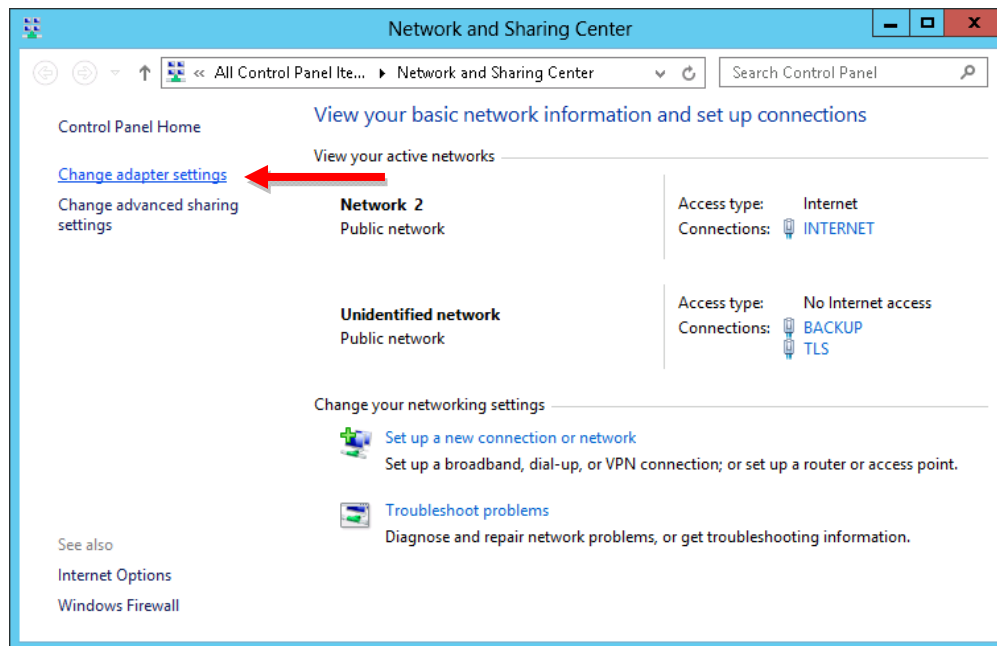 Network and Sharing Center
« All Control Panel Ite... Network and Sharing Center
Search Control Panel
Control Panel Home
Change adapter settings
Change advanced sharing
settings
See also
Internet Options
Windows Firewall
View your basic network information and set up connections
View your active networks
Network 2
Public network
Access type: Internet
Connections: INTERNET
Unidentified network
Public network
Access type: No Internet access
Connections: BACKUP
TLS
Change your networking settings
Set up a new connection or network
Set up a broadband, dial-up, or VPN connection; or set up a router or access point.
Troubleshoot problems
Diagnose and repair network problems, or get troubleshooting information.